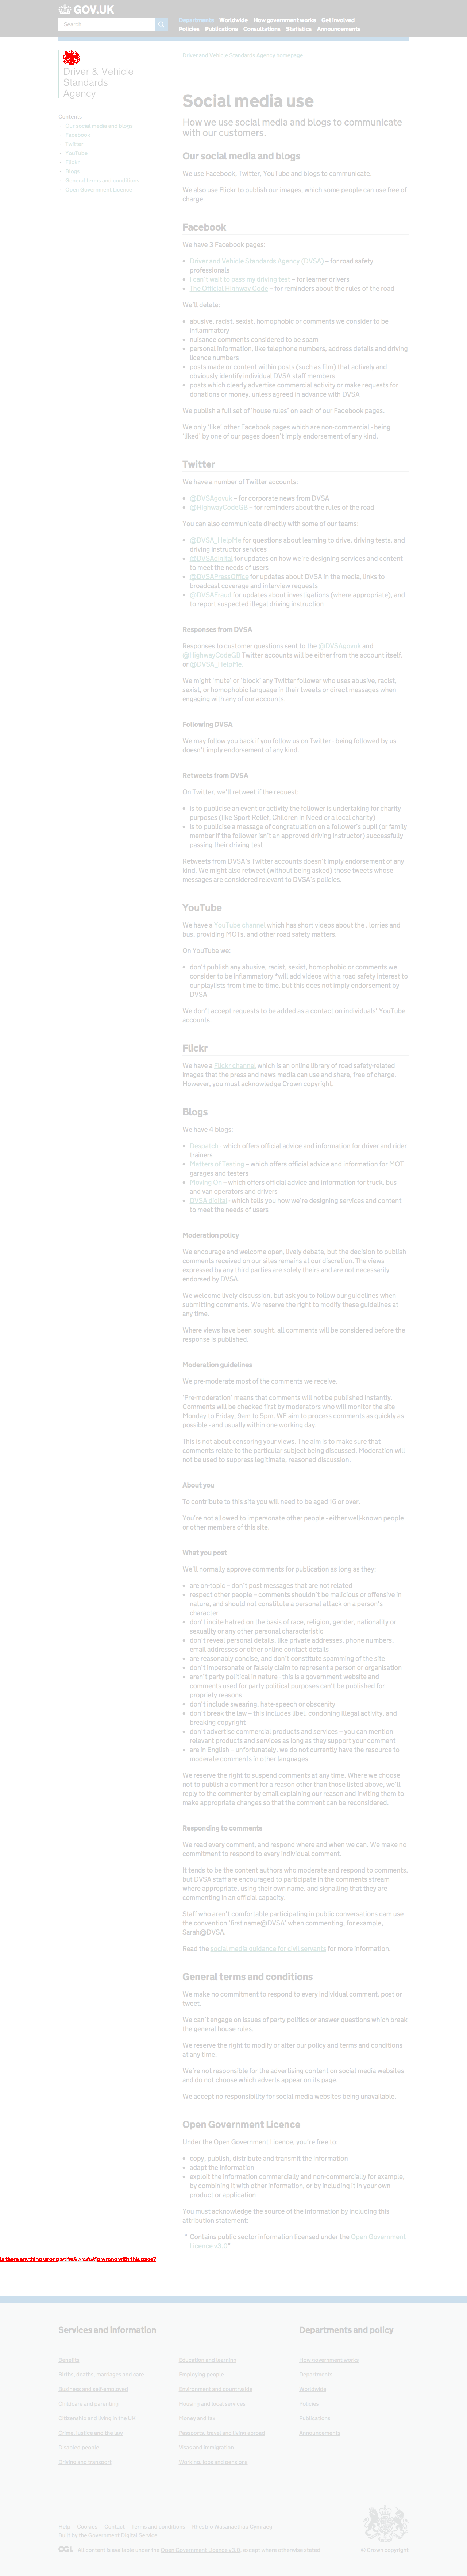 GOV.UK
Search
Departments Worldwide How government works Get Involved
Policies Publications Consultations Statistics Announcements
Driver and Vehicle Standards Agency homepage
Driver & Vehicle
Standards
Agency
Contents
– Our social media and blogs
– Facebook
– Twitter
– YouTube
– Flickr
– Blogs
– General terms and conditions
– Open Government Licence
Social media use
How we use social media and blogs to communicate
with our customers.
Our social media and blogs
We use Facebook, Twitter, YouTube and blogs to communicate.
We also use Flickr to publish our images, which some people can use free of
charge.
Facebook
We have 3 Facebook pages:
• Driver and Vehicle Standards Agency (DVSA) – for road safety
professionals
• I can't wait to pass my driving test – for learner drivers
• The Official Highway Code – for reminders about the rules of the road
We'll delete:
• abusive, racist, sexist, homophobic or comments we consider to be
inflammatory
• nuisance comments considered to be spam
• personal information, like telephone numbers, address details and driving
licence numbers
• posts made or content within posts (such as film) that actively and
obviously identify individual DVSA staff members
• posts which clearly advertise commercial activity or make requests for
donations or money, unless agreed in advance with DVSA
We publish a full set of 'house rules' on each of our Facebook pages.
We only 'like' other Facebook pages which are non-commercial - being
'liked' by one of our pages doesn't imply endorsement of any kind.
Twitter
We have a number of Twitter accounts:
• @DVSAgovuk – for corporate news from DVSA
• @HighwayCodeGB – for reminders about the rules of the road
You can also communicate directly with some of our teams:
• @DVSA_HelpMe for questions about learning to drive, driving tests, and
driving instructor services
• @DVSAdigital for updates on how we're designing services and content
to meet the needs of users
• @DVSAPressOffice for updates about DVSA in the media, links to
broadcast coverage and interview requests
• @DVSAFraud for updates about investigations (where appropriate), and
to report suspected illegal driving instruction
Responses from DVSA
Responses to customer questions sent to the @DVSAgovuk and
@HighwayCodeGB Twitter accounts will be either from the account itself,
or @DVSA_HelpMe.
We might 'mute' or 'block' any Twitter follower who uses abusive, racist,
sexist, or homophobic language in their tweets or direct messages when
engaging with any of our accounts.
Following DVSA
We may follow you back if you follow us on Twitter - being followed by us
doesn't imply endorsement of any kind.
Retweets from DVSA
On Twitter, we'll retweet if the request:
• is to publicise an event or activity the follower is undertaking for charity
purposes (like Sport Relief, Children in Need or a local charity)
• is to publicise a message of congratulation on a follower's pupil (or family
member if the follower isn't an approved driving instructor) successfully
passing their driving test
Retweets from DVSA's Twitter accounts doesn't imply endorsement of any
kind. We might also retweet (without being asked) those tweets whose
messages are considered relevant to DVSA's policies.
YouTube
We have a YouTube channel which has short videos about the , lorries and
bus, providing MOTs, and other road safety matters.
On YouTube we:
• don't publish any abusive, racist, sexist, homophobic or comments we
consider to be inflammatory *will add videos with a road safety interest to
our playlists from time to time, but this does not imply endorsement by
DVSA
We don't accept requests to be added as a contact on individuals' YouTube
accounts.
Flickr
We have a Flickr channel which is an online library of road safety-related
images that the press and news media can use and share, free of charge.
However, you must acknowledge Crown copyright.
Blogs
We have 4 blogs:
• Despatch - which offers official advice and information for driver and rider
trainers
• Matters of Testing – which offers official advice and information for MOT
garages and testers
• Moving On – which offers official advice and information for truck, bus
and van operators and drivers
• DVSA digital - which tells you how we're designing services and content
to meet the needs of users
Moderation policy
We encourage and welcome open, lively debate, but the decision to publish
comments received on our sites remains at our discretion. The views
expressed by any third parties are solely theirs and are not necessarily
endorsed by DVSA.
We welcome lively discussion, but ask you to follow our guidelines when
submitting comments. We reserve the right to modify these guidelines at
any time.
Where views have been sought, all comments will be considered before the
response is published.
Moderation guidelines
We pre-moderate most of the comments we receive.
'Pre-moderation' means that comments will not be published instantly.
Comments will be checked first by moderators who will monitor the site
Monday to Friday, 9am to 5pm. WE aim to process comments as quickly as
possible – and usually within one working day.
This is not about censoring your views. The aim is to make sure that
comments relate to the particular subject being discussed. Moderation will
not be used to suppress legitimate, reasoned discussion.
About you
To contribute to this site you will need to be aged 16 or over.
You're not allowed to impersonate other people - either well-known people
or other members of this site.
What you post
We'll normally approve comments for publication as long as they:
• are on-topic – don't post messages that are not related
• respect other people – comments shouldn't be malicious or offensive in
nature, and should not constitute a personal attack on a person's
character
• don't incite hatred on the basis of race, religion, gender, nationality or
sexuality or any other personal characteristic
• don't reveal personal details, like private addresses, phone numbers,
email addresses or other online contact details
• are reasonably concise, and don't constitute spamming of the site
• don't impersonate or falsely claim to represent a person or organisation
• aren't party political in nature - this is a government website and
comments used for party political purposes can't be published for
propriety reasons
• don't include swearing, hate-speech or obscenity
• don't break the law – this includes libel, condoning illegal activity, and
breaking copyright
• don't advertise commercial products and services – you can mention
relevant products and services as long as they support your comment
• are in English – unfortunately, we do not currently have the resource to
moderate comments in other languages
We reserve the right to suspend comments at any time. Where we choose
not to publish a comment for a reason other than those listed above, we'll
reply to the commenter by email explaining our reason and inviting them to
make appropriate changes so that the comment can be reconsidered.
Responding to comments
We read every comment, and respond where and when we can. We make no
commitment to respond to every individual comment.
It tends to be the content authors who moderate and respond to comments,
but DVSA staff are encouraged to participate in the comments stream
where appropriate, using their own name, and signalling that they are
commenting in an official capacity.
Staff who aren't comfortable participating in public conversations can use
the convention 'first name@DVSA' when commenting, for example,
Sarah@DVSA.
Read the social media guidance for civil servants for more information.
General terms and conditions
We make no commitment to respond to every individual comment, post or
tweet.
We can't engage on issues of party politics or answer questions which break
the general house rules.
We reserve the right to modify or alter our policy and terms and conditions
at any time.
We're not responsible for the advertising content on social media websites
and do not choose which adverts appear on its page.
We accept no responsibility for social media websites being unavailable.
Open Government Licence
Under the Open Government Licence, you're free to:
• copy, publish, distribute and transmit the information
• adapt the information
• exploit the information commercially and non-commercially for example,
by combining it with other information, or by including it in your own
product or application
You must acknowledge the source of the information by including this
attribution statement:
" Contains public sector information licensed under the Open Government
Licence v3.0"
Is there anything wrong with this page?
Services and information
Departments and policy
Benefits
Births, deaths, marriages and care
Business and self-employed
Childcare and parenting
Citizenship and living in the UK
Crime, justice and the law
Disabled people
Driving and transport
Education and learning
Employing people
Environment and countryside
Housing and local services
Money and tax
Passports, travel and living abroad
Visas and immigration
Working, jobs and pensions
How government works
Departments
Worldwide
Policies
Publications
Announcements
Help Cookies Contact Terms and conditions Rhestr o Wasanaethau Cymraeg
Built by the Government Digital Service
OGL All content is available under the Open Government Licence v3.0, except where otherwise stated
© Crown copyright